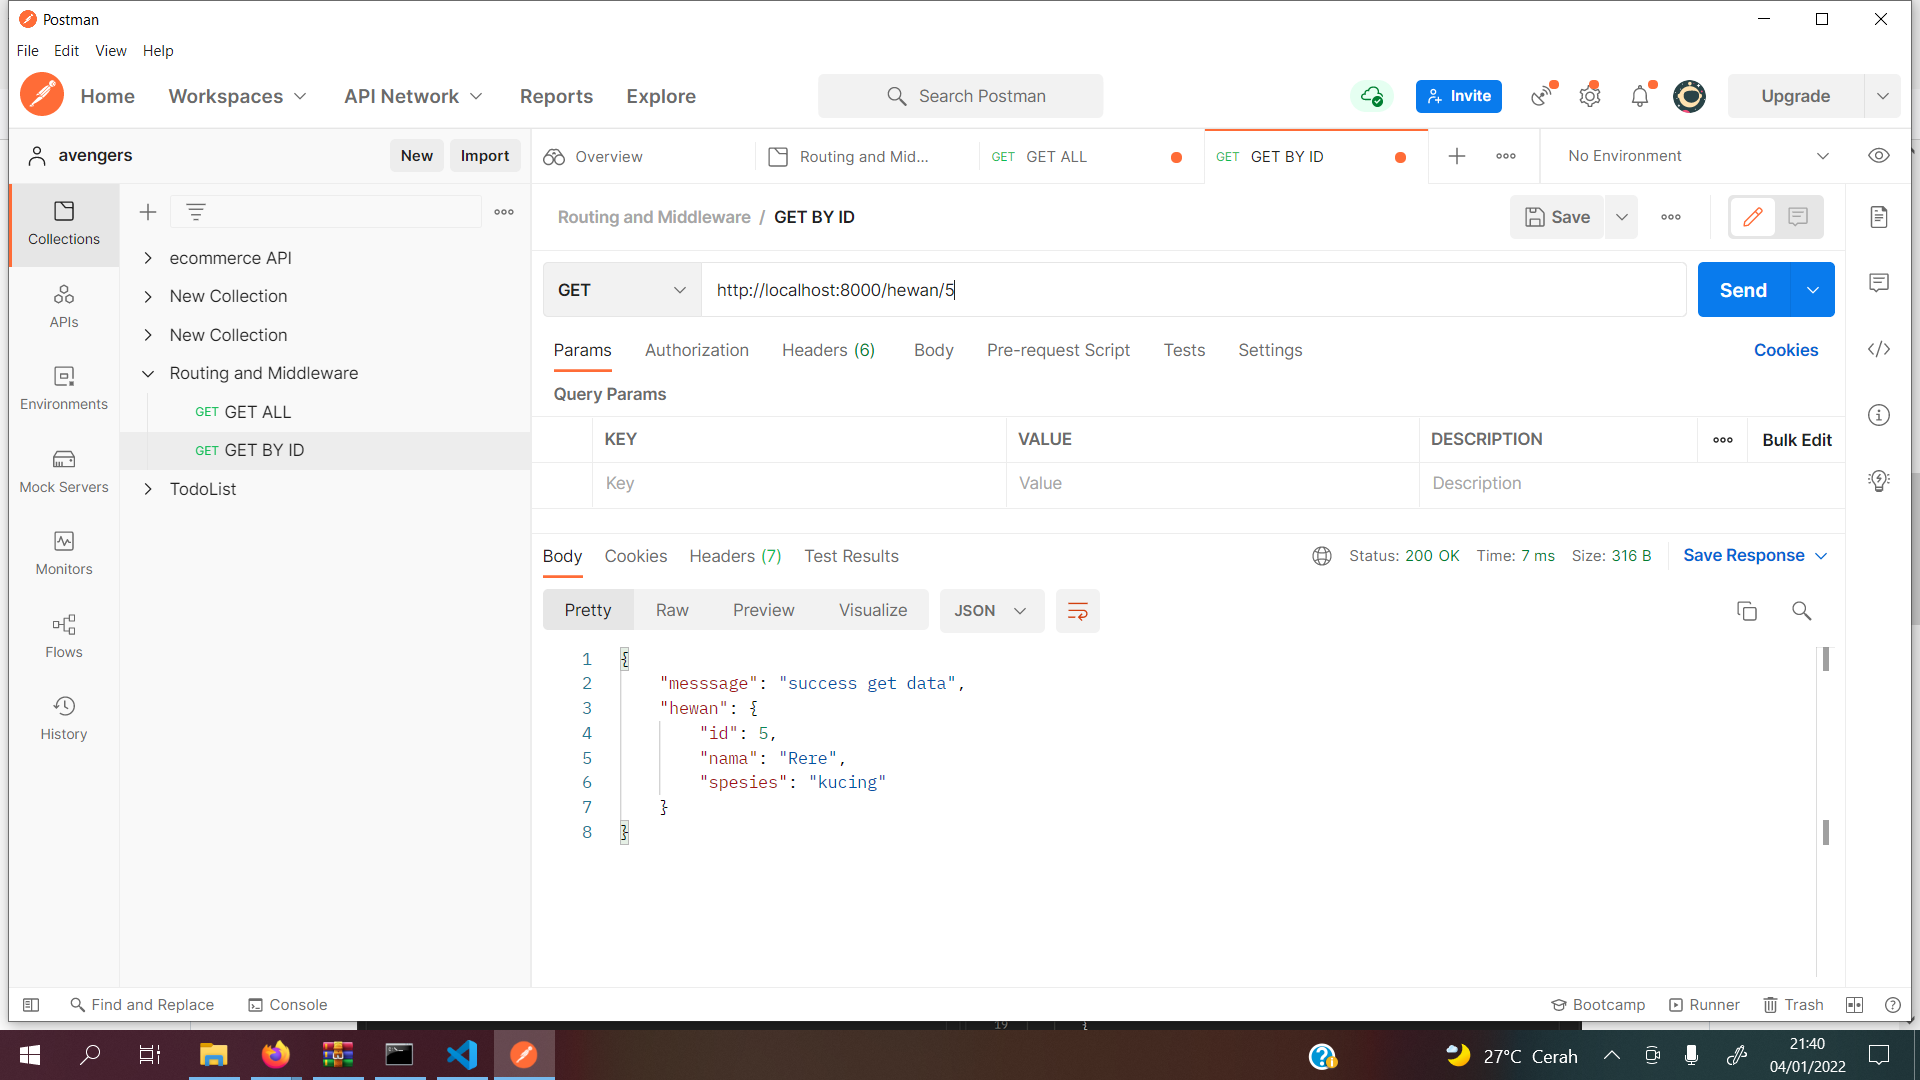 Postman
File Edit View Help
Home Workspaces API Network Reports Explore Search Postman Invite Upgrade
avengers New Import Overview Routing and Mid... GET GET ALL GET GET BY ID No Environment
Collections
APIs
Environments
Mock Servers
Monitors
Flows
History
ecommerce API
New Collection
New Collection
Routing and Middleware
GET GET ALL
GET GET BY ID
TodoList
Routing and Middleware / GET BY ID Save
GET http://localhost:8000/hewan/5 Send
Params Authorization Headers (6) Body Pre-request Script Tests Settings Cookies
Query Params
KEY VALUE DESCRIPTION Bulk Edit
Key Value Description
Body Cookies Headers (7) Test Results Status: 200 OK Time: 7 ms Size: 316 B Save Response
Pretty Raw Preview Visualize JSON
1 {
2 "messsage": "success get data",
3 "hewan": {
4 "id": 5,
5 "nama": "Rere",
6 "spesies": "kucing"
7 }
8 }
Find and Replace Console Bootcamp Runner Trash
19 {
27°C Cerah 21:40
04/01/2022